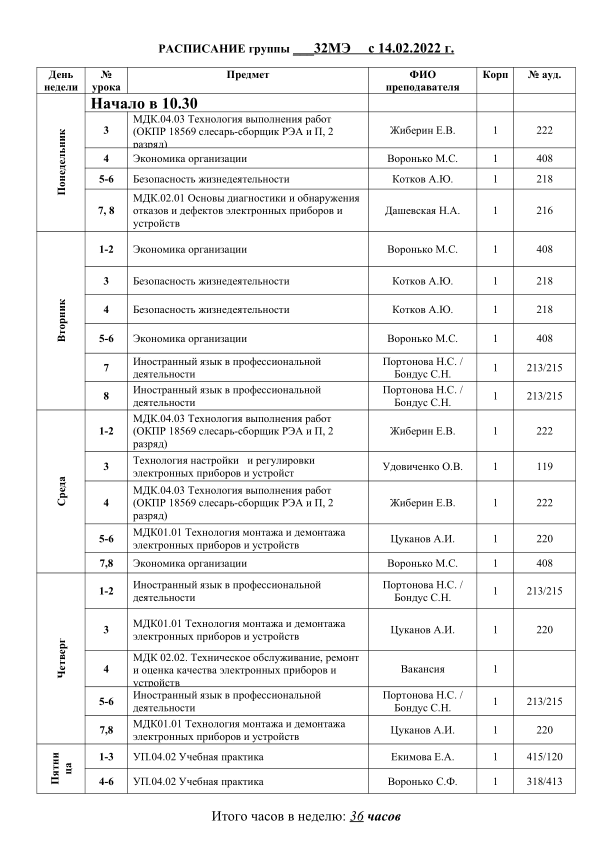 РАСПИСАНИЕ группы ___32МЭ__ с 14.02.2022 г.
День недели № урока Предмет ФИО преподавателя Корп № ауд.
Понедельник
Начало в 10.30
3 МДК.04.03 Технология выполнения работ (ОКПР 18569 слесарь-сборщик РЭА и П, 2 разряд) Жиберин Е.В. 1 222
4 Экономика организации Воронько М.С. 1 408
5-6 Безопасность жизнедеятельности Котков А.Ю. 1 218
7, 8 МДК.02.01 Основы диагностики и обнаружения отказов и дефектов электронных приборов и устройств Дашевская Н.А. 1 216
Вторник
1-2 Экономика организации Воронько М.С. 1 408
3 Безопасность жизнедеятельности Котков А.Ю. 1 218
4 Безопасность жизнедеятельности Котков А.Ю. 1 218
5-6 Экономика организации Воронько М.С. 1 408
7 Иностранный язык в профессиональной деятельности Портонова Н.С. / Бондус С.Н. 1 213/215
8 Иностранный язык в профессиональной деятельности Портонова Н.С. / Бондус С.Н. 1 213/215
Среда
1-2 МДК.04.03 Технология выполнения работ (ОКПР 18569 слесарь-сборщик РЭА и П, 2 разряд) Жиберин Е.В. 1 222
3 Технология настройки и регулировки электронных приборов и устройст Удовиченко О.В. 1 119
4 МДК.04.03 Технология выполнения работ (ОКПР 18569 слесарь-сборщик РЭА и П, 2 разряд) Жиберин Е.В. 1 222
5-6 МДК01.01 Технология монтажа и демонтажа электронных приборов и устройств Цуканов А.И. 1 220
7,8 Экономика организации Воронько М.С. 1 408
Четверг
1-2 Иностранный язык в профессиональной деятельности Портонова Н.С. / Бондус С.Н. 1 213/215
3 МДК01.01 Технология монтажа и демонтажа электронных приборов и устройств Цуканов А.И. 1 220
4 МДК 02.02. Техническое обслуживание, ремонт и оценка качества электронных приборов и устройств Вакансия 1
5-6 Иностранный язык в профессиональной деятельности Портонова Н.С. / Бондус С.Н. 1 213/215
7,8 МДК01.01 Технология монтажа и демонтажа электронных приборов и устройств Цуканов А.И. 1 220
Пятница
1-3 УП.04.02 Учебная практика Екимова Е.А. 1 415/120
4-6 УП.04.02 Учебная практика Воронько С.Ф. 1 318/413
Итого часов в неделю: 36 часов